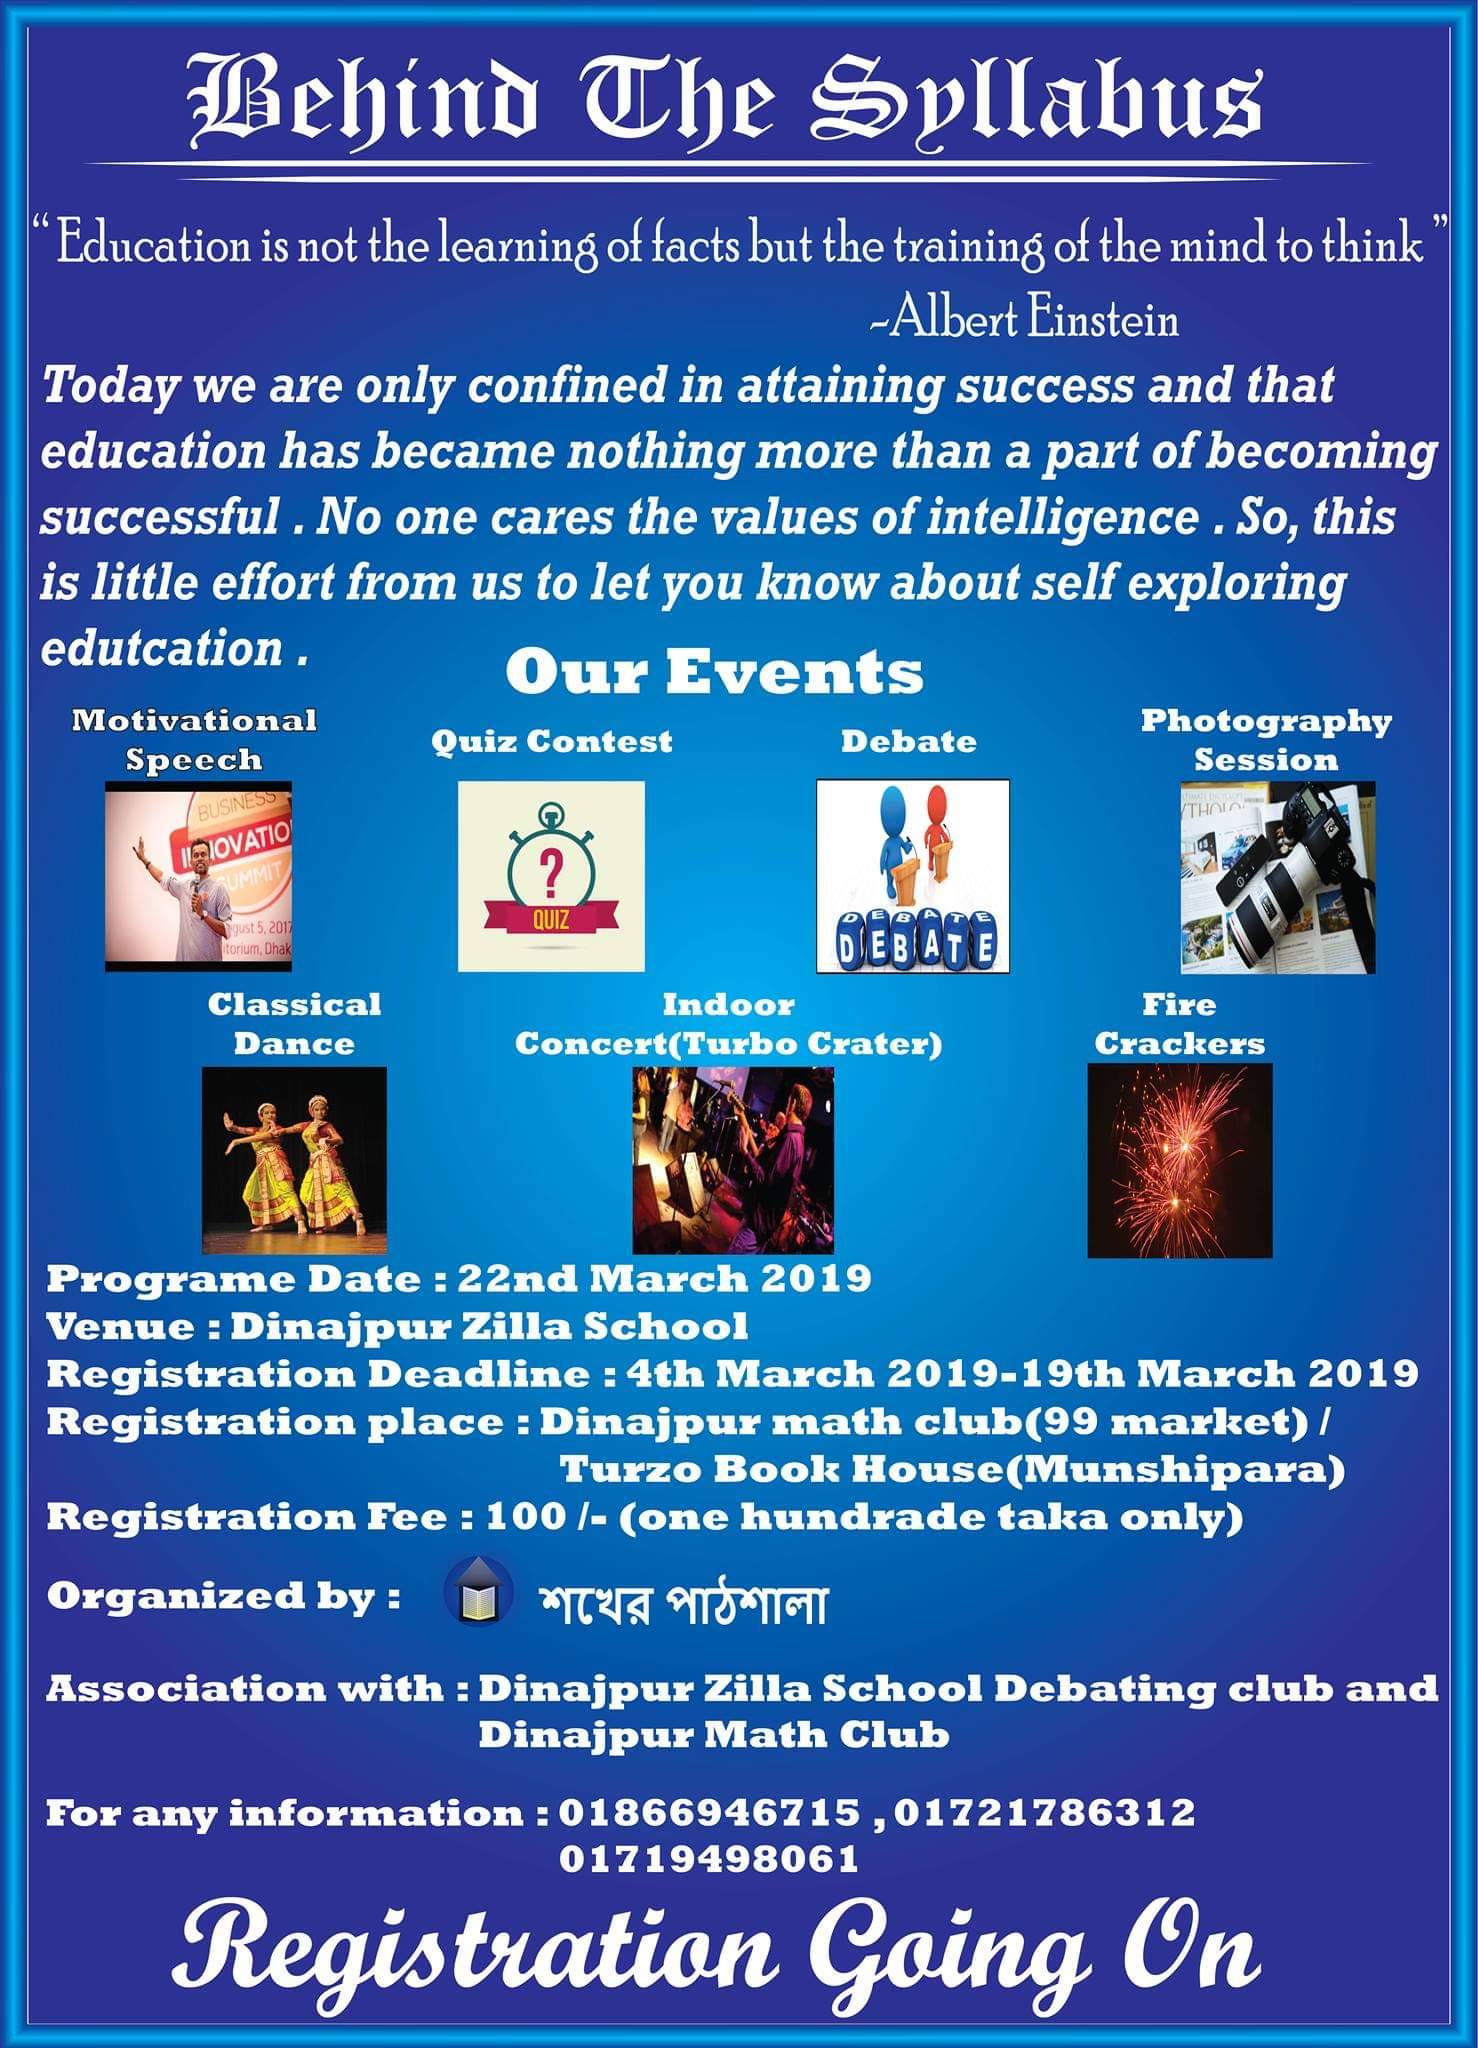 Behind The Syllabus
“Education is not the learning of facts but the training of the mind to think”
-Albert Einstein
Today we are only confined in attaining success and that
education has became nothing more than a part of becoming
successful . No one cares the values of intelligence . So, this
is little effort from us to let you know about self exploring
edutcation .
Our Events
Motivational
Speech
Quiz Contest
Debate
Photography
Session
BUSINESS
INNOVATIO
SUMMIT
gust 5, 2017
itorium, Dhak
?
QUIZ
DEBATE
DEBATE
Classical
Dance
Indoor
Concert(Turbo Crater)
Fire
Crackers
Programe Date : 22nd March 2019
Venue : Dinajpur Zilla School
Registration Deadline : 4th March 2019-19th March 2019
Registration place : Dinajpur math club(99 market) /
Turzo Book House(Munshipara)
Registration Fee : 100 /- (one hundrade taka only)
Organized by : শখের পাঠশালা
Association with : Dinajpur Zilla School Debating club and
Dinajpur Math Club
For any information : 01866946715 , 01721786312
01719498061
Registration Going On